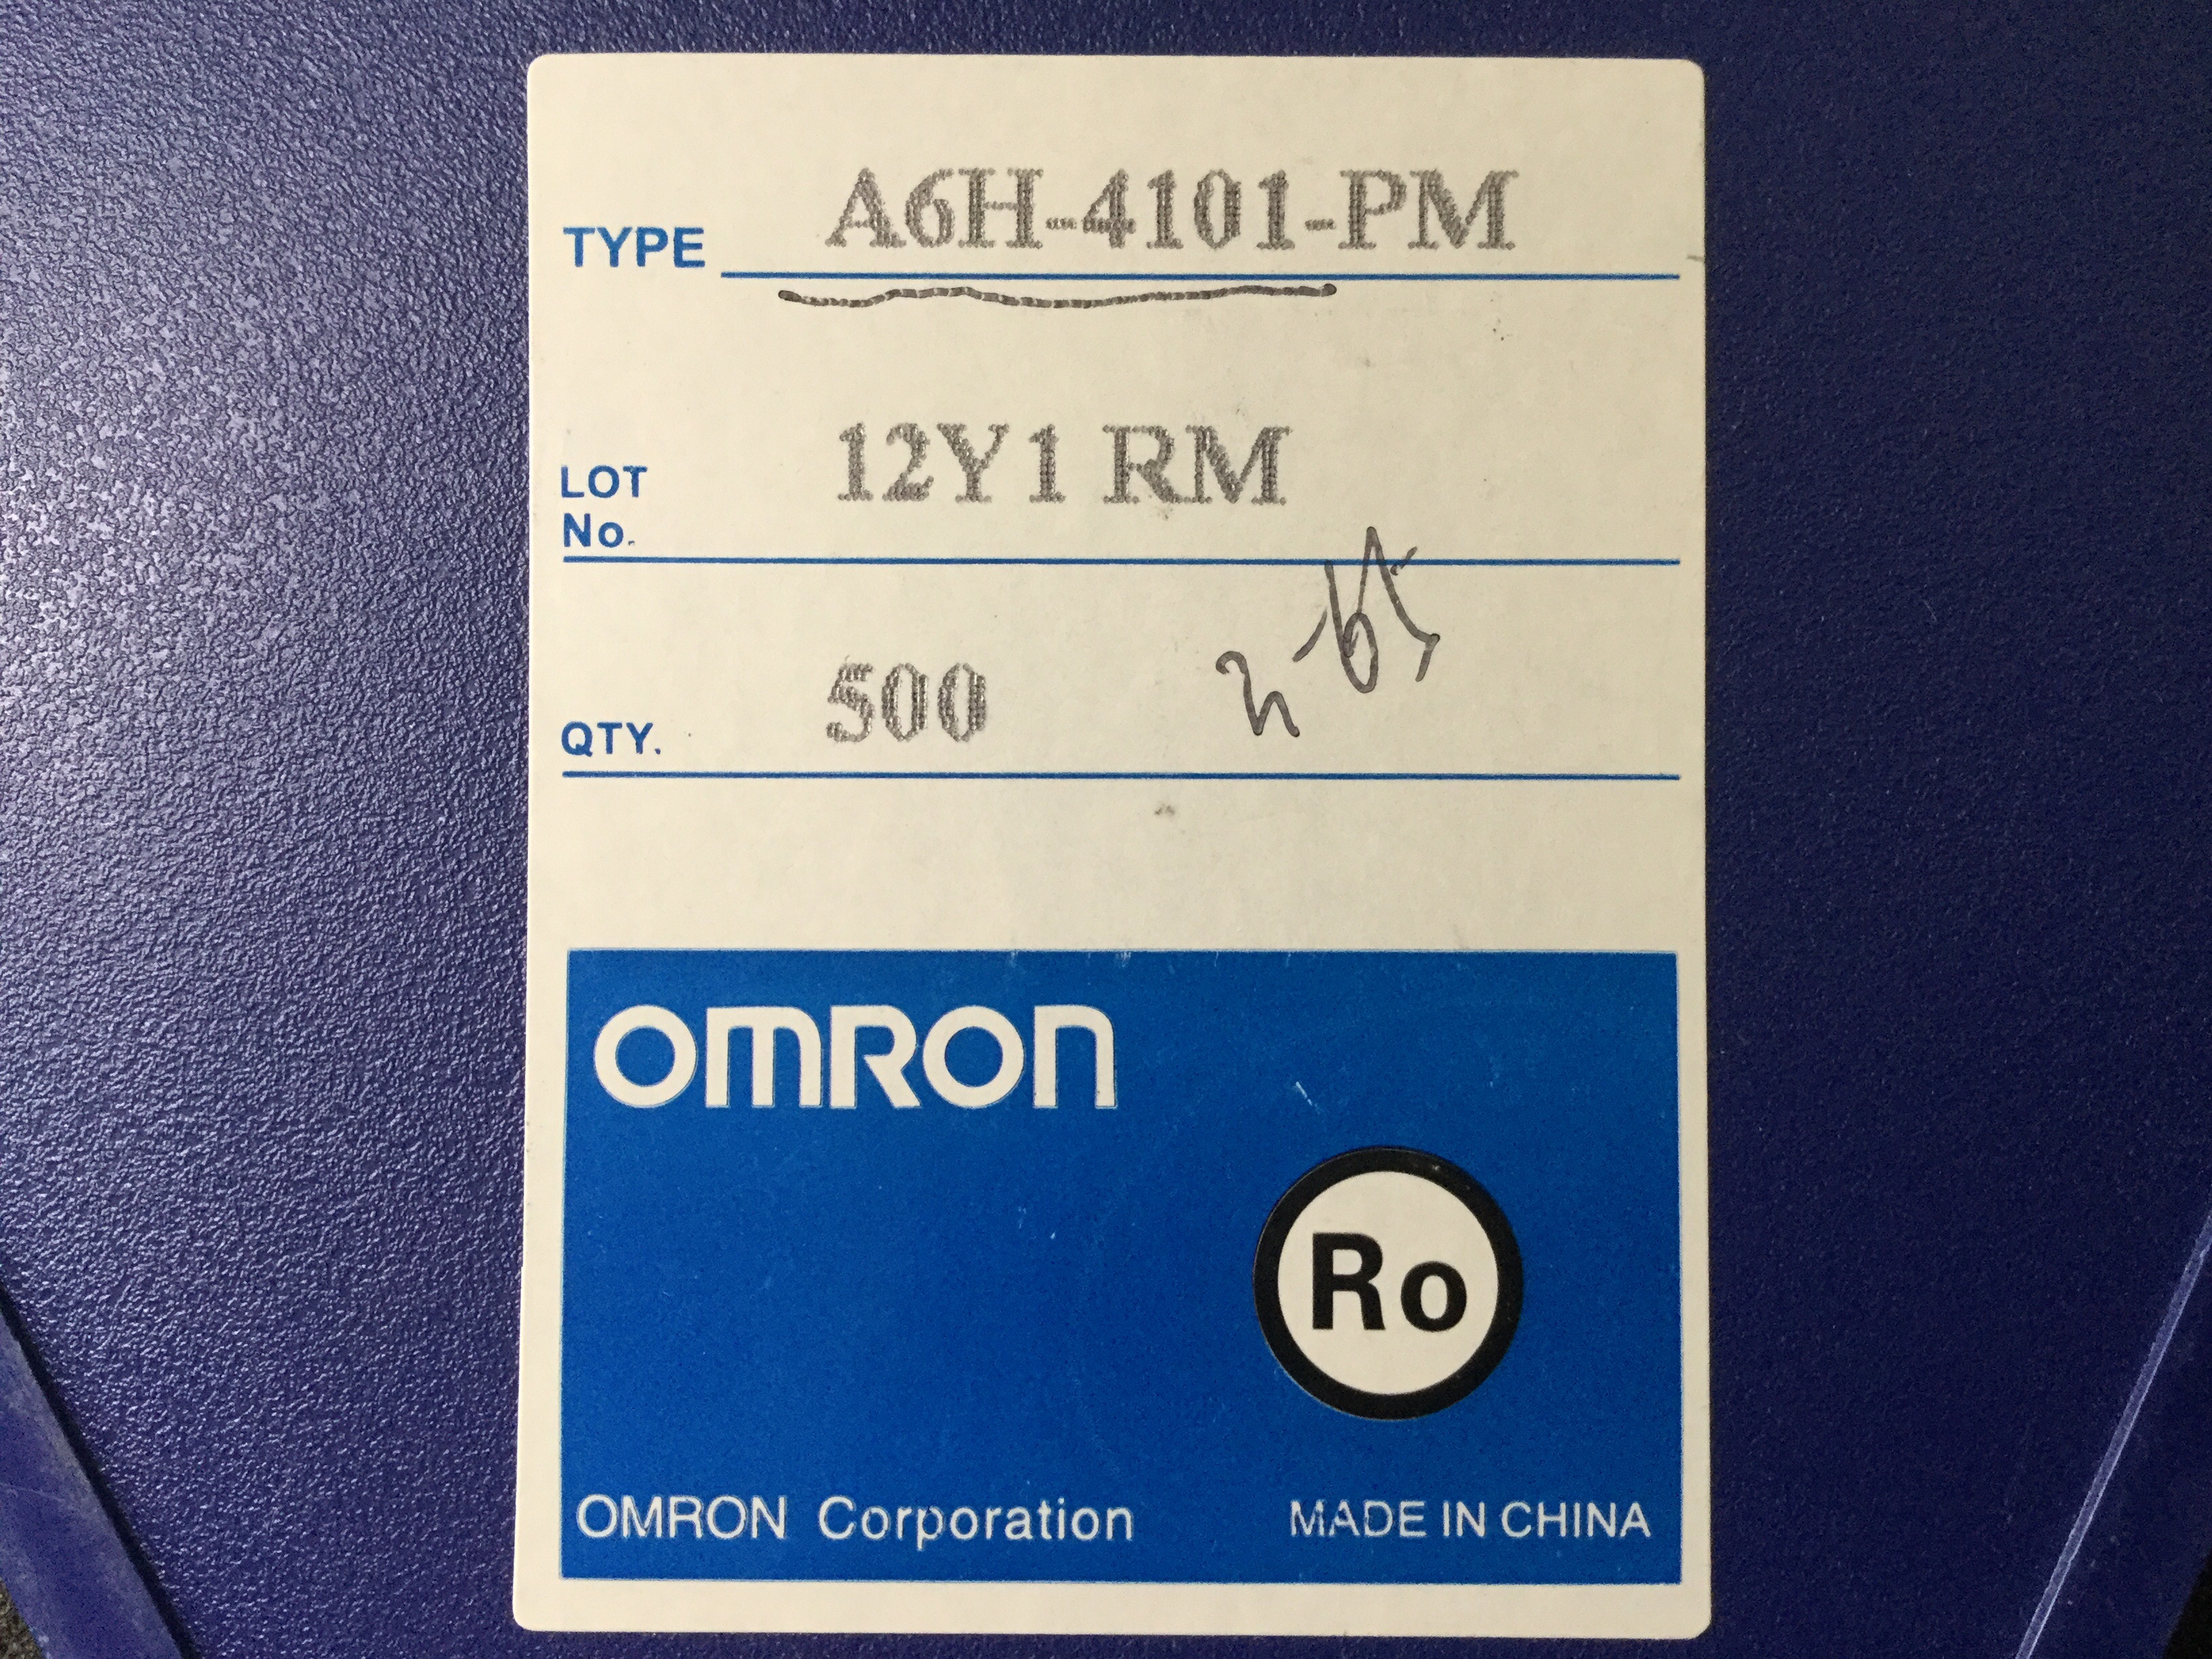 TYPE A6H-4101-PM
LOT No. 12Y1 RM
QTY. 500
OMRON
Ro
OMRON Corporation MADE IN CHINA